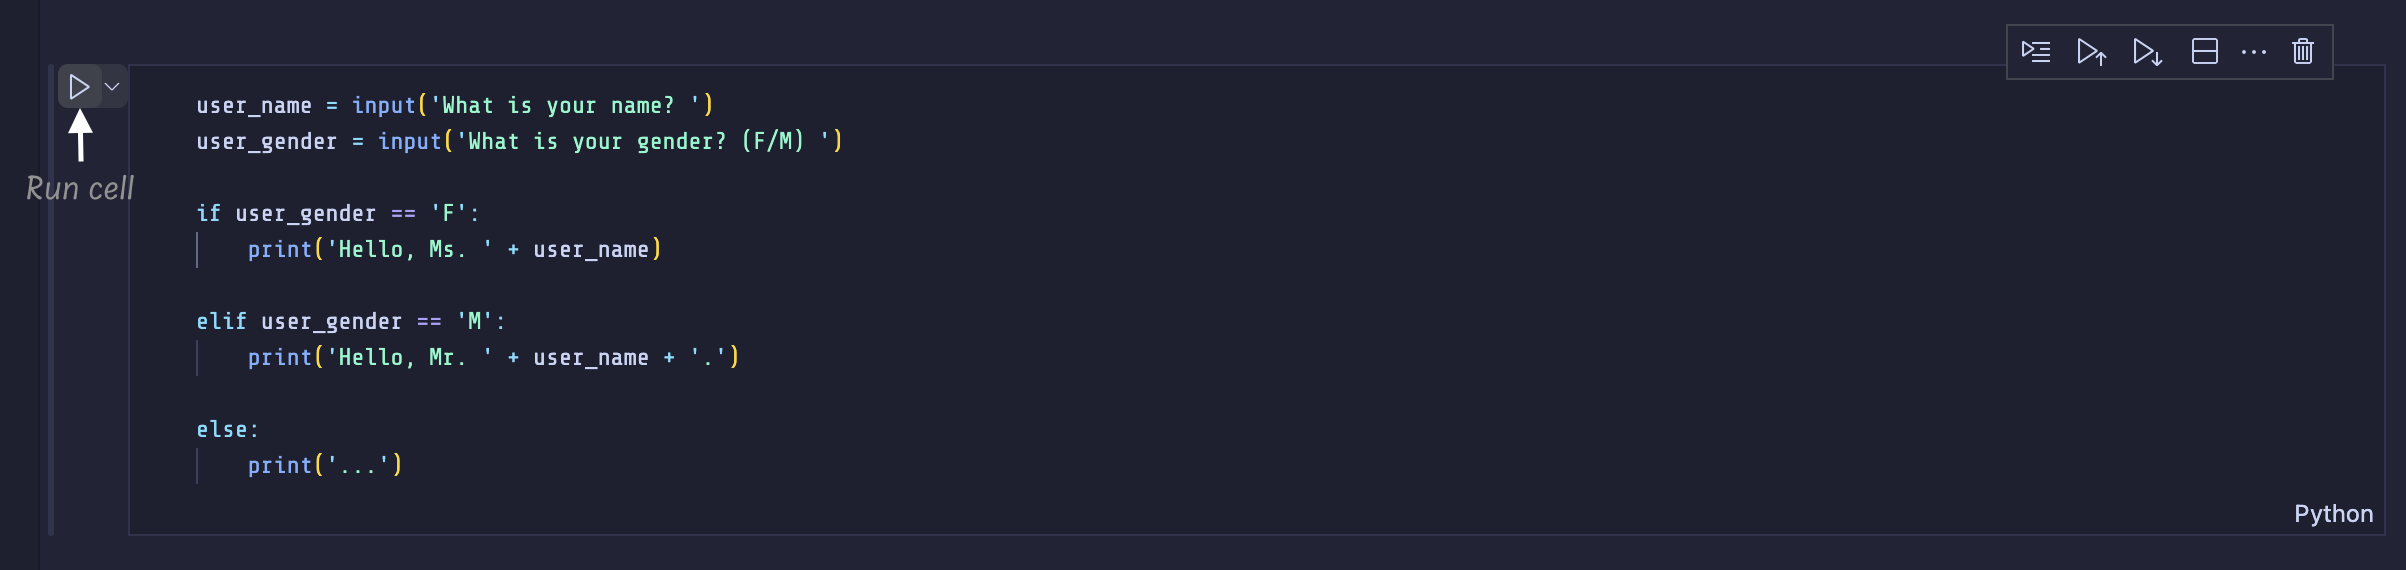 user_name = input('What is your name? ')
user_gender = input('What is your gender? (F/M) ')
Run cell
if user_gender == 'F':
    print('Hello, Ms. ' + user_name)
elif user_gender == 'M':
    print('Hello, Mr. ' + user_name + '.')
else:
    print('...')
Python